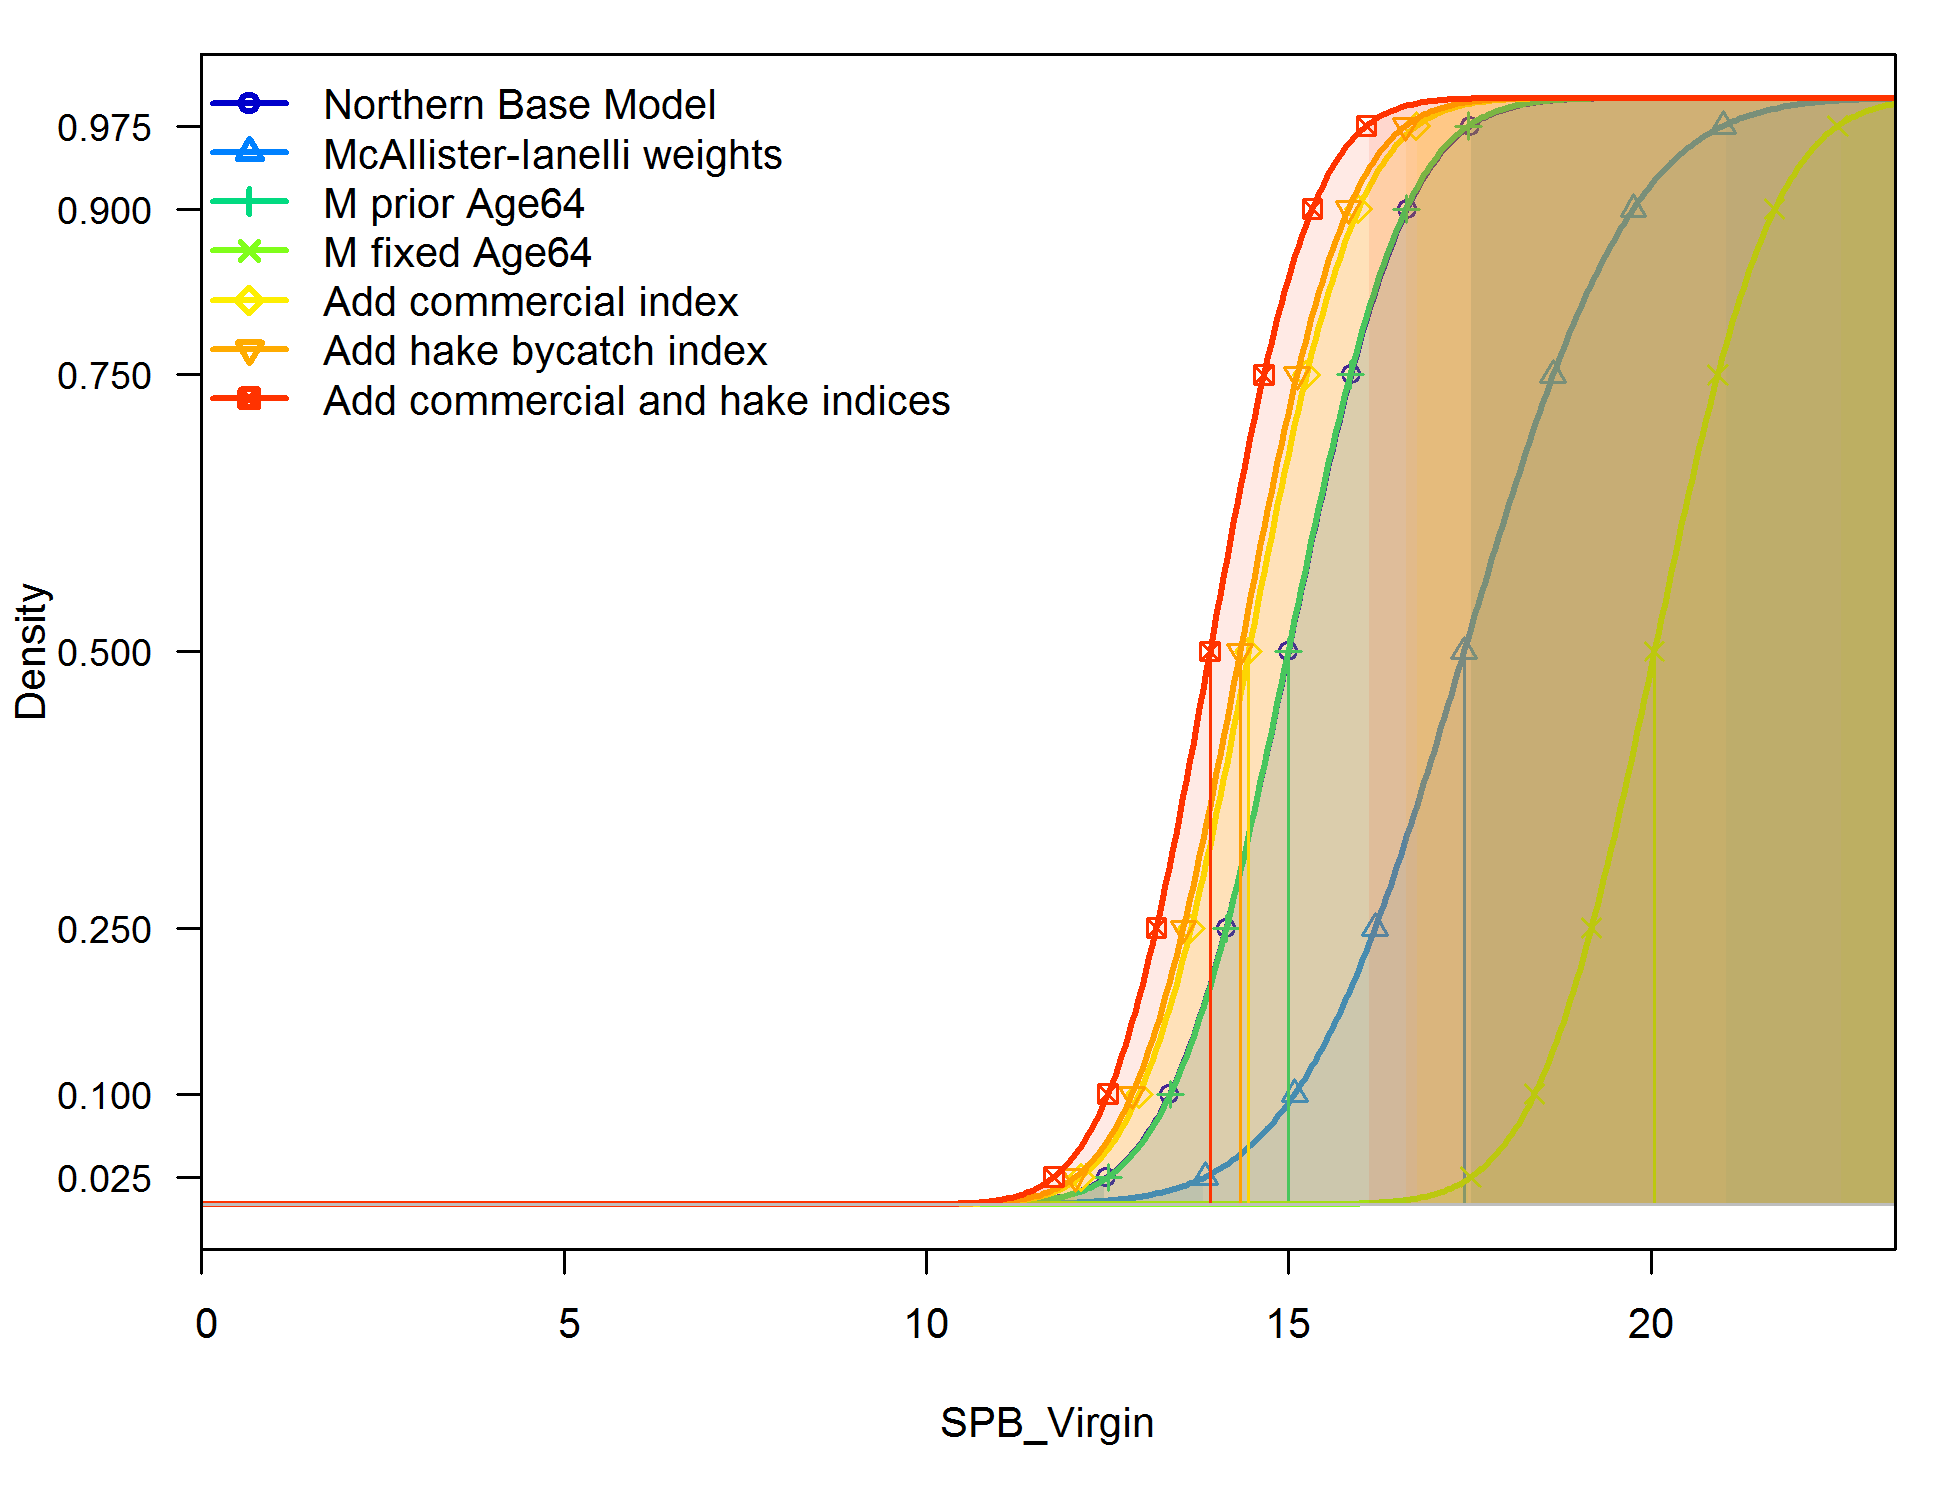 Northern Base Model
McAllister-Ianelli weights
M prior Age64
M fixed Age64
Add commercial index
Add hake bycatch index
Add commercial and hake indices
Density
0.975
0.900
0.750
0.500
0.250
0.100
0.025
0 5 10 15 20
SPB_Virgin